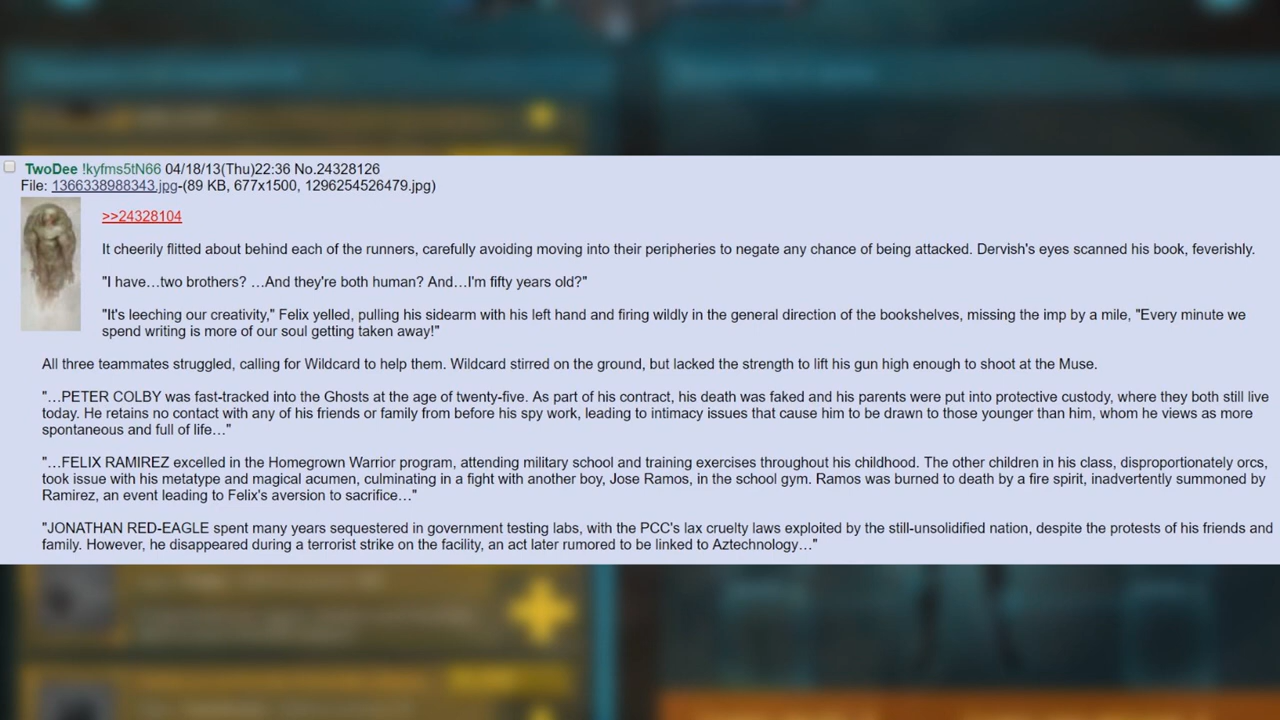 TwoDee !kyfms5tN66 04/18/13(Thu)22:36 No.24328126
File: 1366338988343.jpg-(89 KB, 677x1500, 1296254526479.jpg)
>>24328104
It cheerily flitted about behind each of the runners, carefully avoiding moving into their peripheries to negate any chance of being attacked. Dervish's eyes scanned his book, feverishly.
"I have…two brothers? …And they're both human? And…I'm fifty years old?"
"It's leeching our creativity," Felix yelled, pulling his sidearm with his left hand and firing wildly in the general direction of the bookshelves, missing the imp by a mile, "Every minute we
spend writing is more of our soul getting taken away!"
All three teammates struggled, calling for Wildcard to help them. Wildcard stirred on the ground, but lacked the strength to lift his gun high enough to shoot at the Muse.
"…PETER COLBY was fast-tracked into the Ghosts at the age of twenty-five. As part of his contract, his death was faked and his parents were put into protective custody, where they both still live
today. He retains no contact with any of his friends or family from before his spy work, leading to intimacy issues that cause him to be drawn to those younger than him, whom he views as more
spontaneous and full of life…"
"…FELIX RAMIREZ excelled in the Homegrown Warrior program, attending military school and training exercises throughout his childhood. The other children in his class, disproportionately orcs,
took issue with his metatype and magical acumen, culminating in a fight with another boy, Jose Ramos, in the school gym. Ramos was burned to death by a fire spirit, inadvertently summoned by
Ramirez, an event leading to Felix's aversion to sacrifice…"
"JONATHAN RED-EAGLE spent many years sequestered in government testing labs, with the PCC's lax cruelty laws exploited by the still-unsolidified nation, despite the protests of his friends and
family. However, he disappeared during a terrorist strike on the facility, an act later rumored to be linked to Aztechnology…"